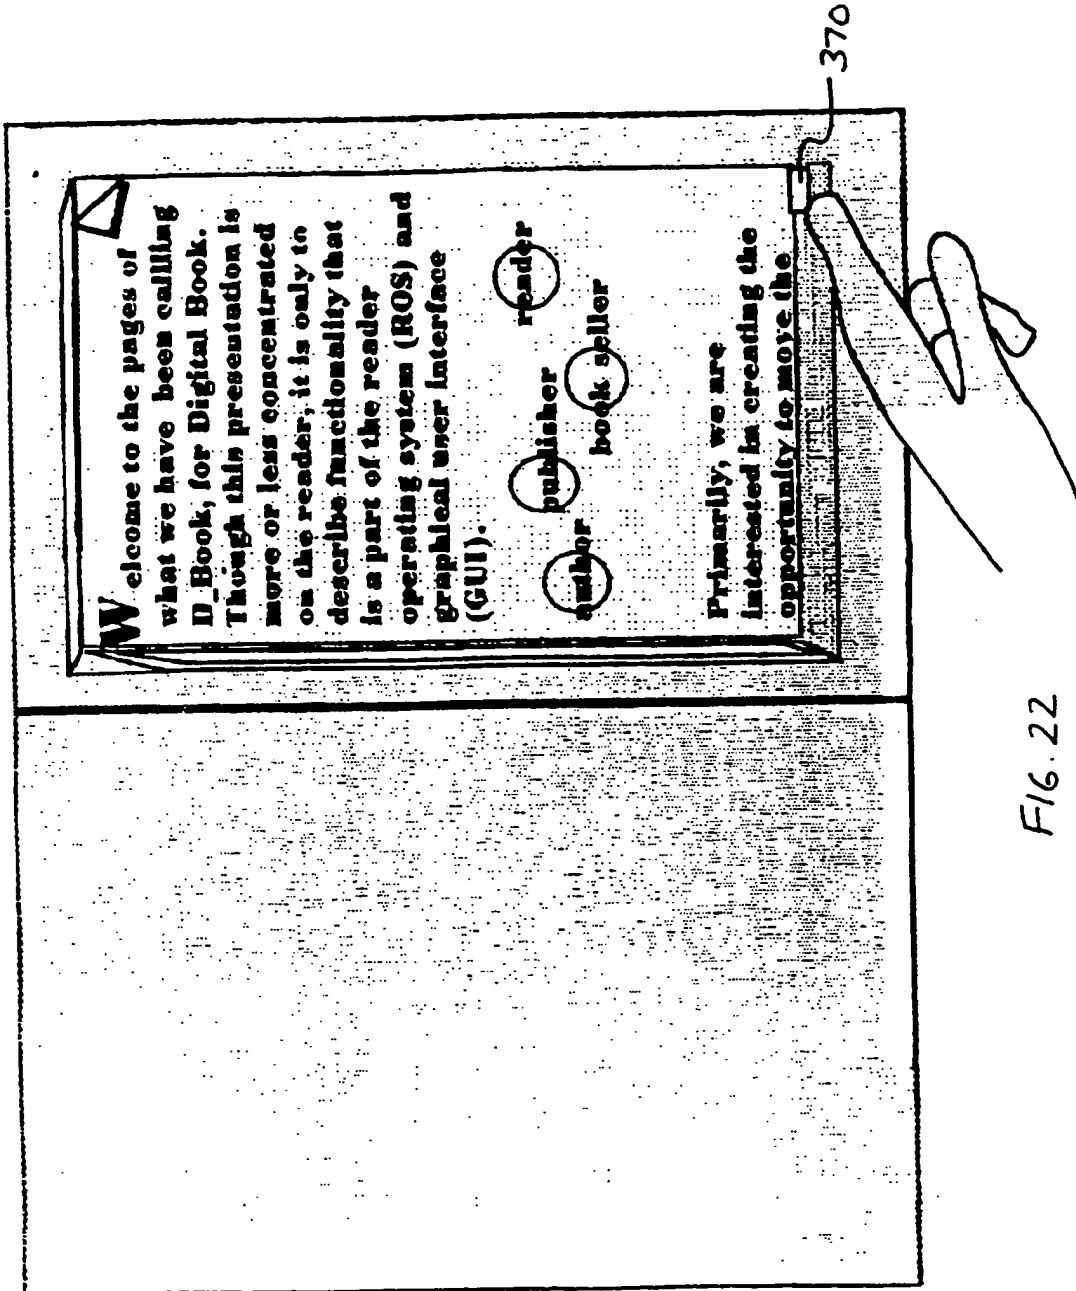 Welcome to the pages of
what we have been callling
D_Book, for Digital Book.
Though this presentation is
more or less concentrated
on the reader, it is only to
describe functionality that
is a part of the reader
operating system (ROS) and
graphical user interface
(GUI).
author publisher reader
book seller
Primarily, we are
interested in creating the
opportunity to move the
370
FIG. 22